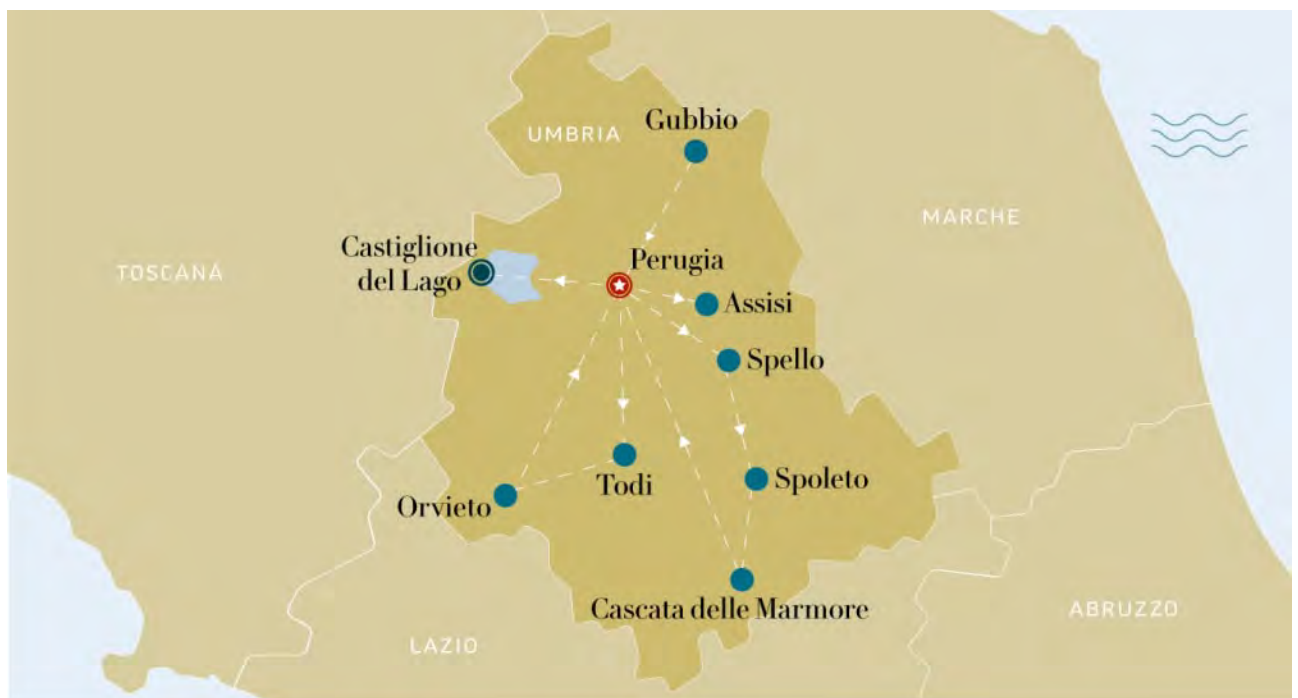 Gubbio
UMBRIA
MARCHE
Castiglione
del Lago
TOSCANA
Perugia
Assisi
Spello
Todi
Spoleto
Orvieto
Cascata delle Marmore
ABRUZZO
LAZIO